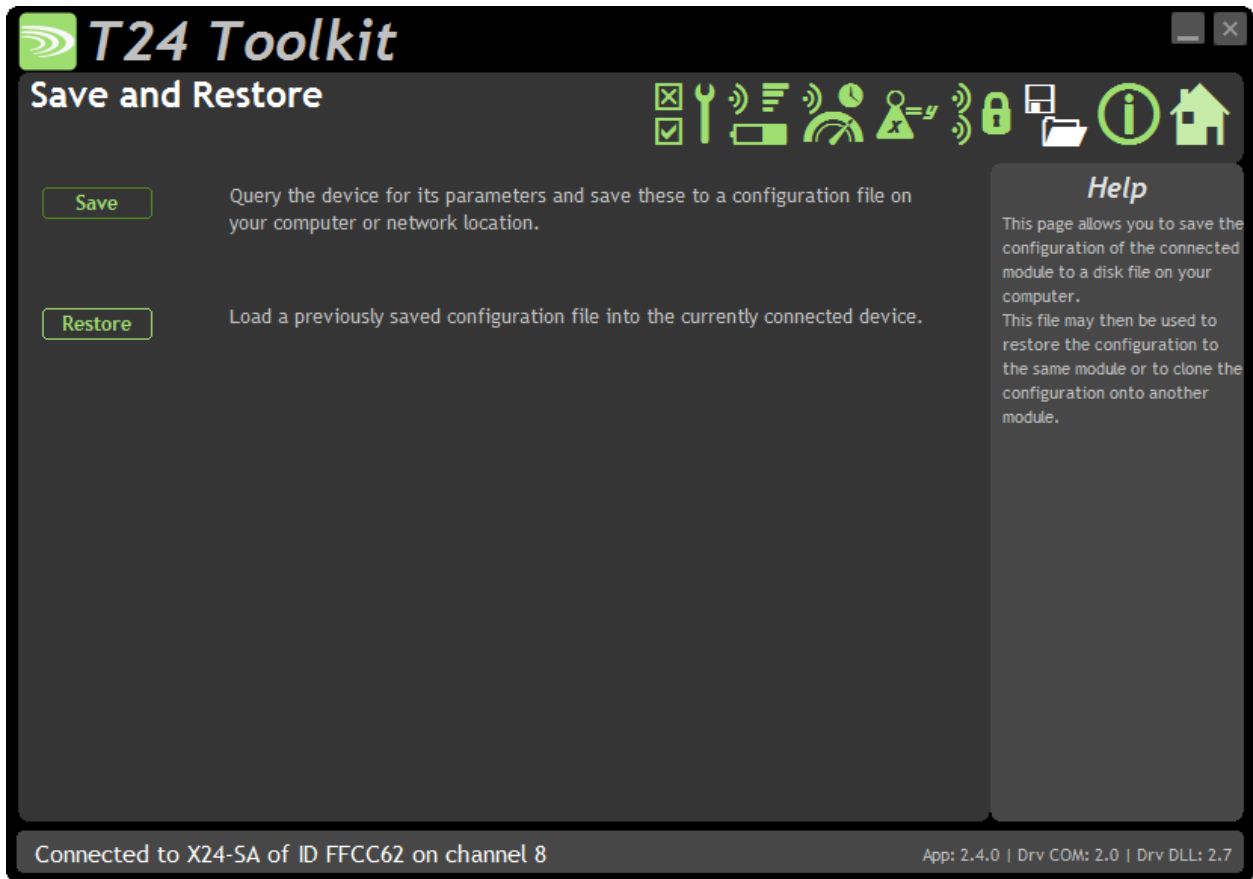 T24 Toolkit
Save and Restore
x=y
Save
Query the device for its parameters and save these to a configuration file on
your computer or network location.
Restore
Load a previously saved configuration file into the currently connected device.
Help
This page allows you to save the
configuration of the connected
module to a disk file on your
computer.
This file may then be used to
restore the configuration to
the same module or to clone the
configuration onto another
module.
Connected to X24-SA of ID FFCC62 on channel 8
App: 2.4.0 | Drv COM: 2.0 | Drv DLL: 2.7